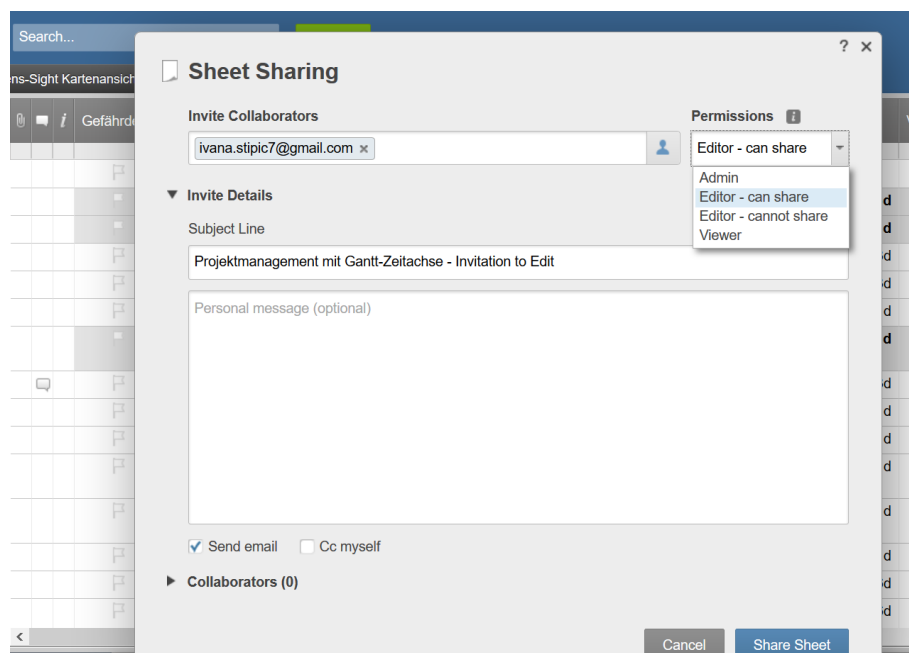 Search...
ens-Sight Kartenansich
Gefährde
? ×
Sheet Sharing
Invite Collaborators
Permissions i
ivana.stipic7@gmail.com ×
Editor - can share
Admin
Editor - can share
Editor - cannot share
Viewer
Invite Details
Subject Line
Projektmanagement mit Gantt-Zeitachse - Invitation to Edit
Personal message (optional)
Send email
Cc myself
Collaborators (0)
Cancel
Share Sheet
d
d
d
d
d
d
d
d
d
d
d
d
d
d